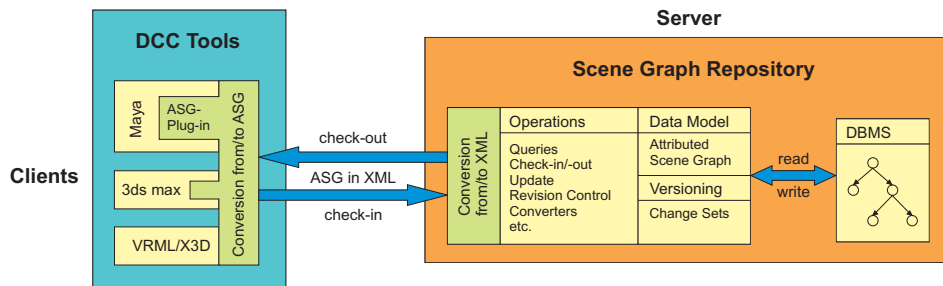 Server
DCC Tools
Scene Graph Repository
Clients
Maya
ASG-
Plug-in
3ds max
VRML/X3D
Conversion from/to ASG
check-out
ASG in XML
check-in
Conversion
from/to XML
Operations
Queries
Check-in/-out
Update
Revision Control
Converters
etc.
Data Model
Attributed
Scene Graph
Versioning
Change Sets
read
write
DBMS